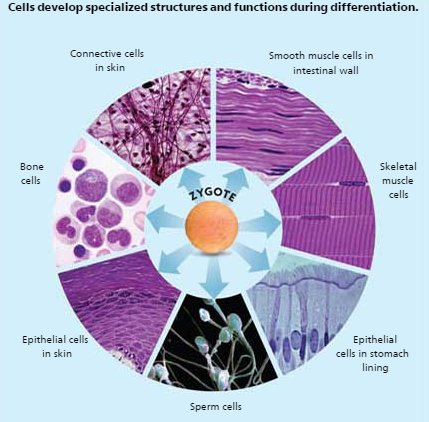 Cells develop specialized structures and functions during differentiation.
Connective cells
in skin
Smooth muscle cells in
intestinal wall
Bone
cells
ZYGOTE
Skeletal
muscle
cells
Epithelial cells
in skin
Epithelial
cells in stomach
lining
Sperm cells